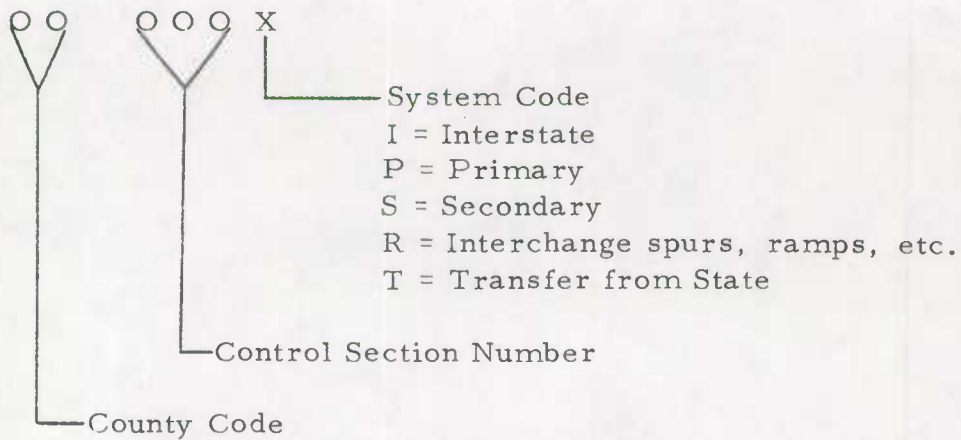 O O O O O X
System Code
I = Interstate
P = Primary
S = Secondary
R = Interchange spurs, ramps, etc.
T = Transfer from State
Control Section Number
County Code